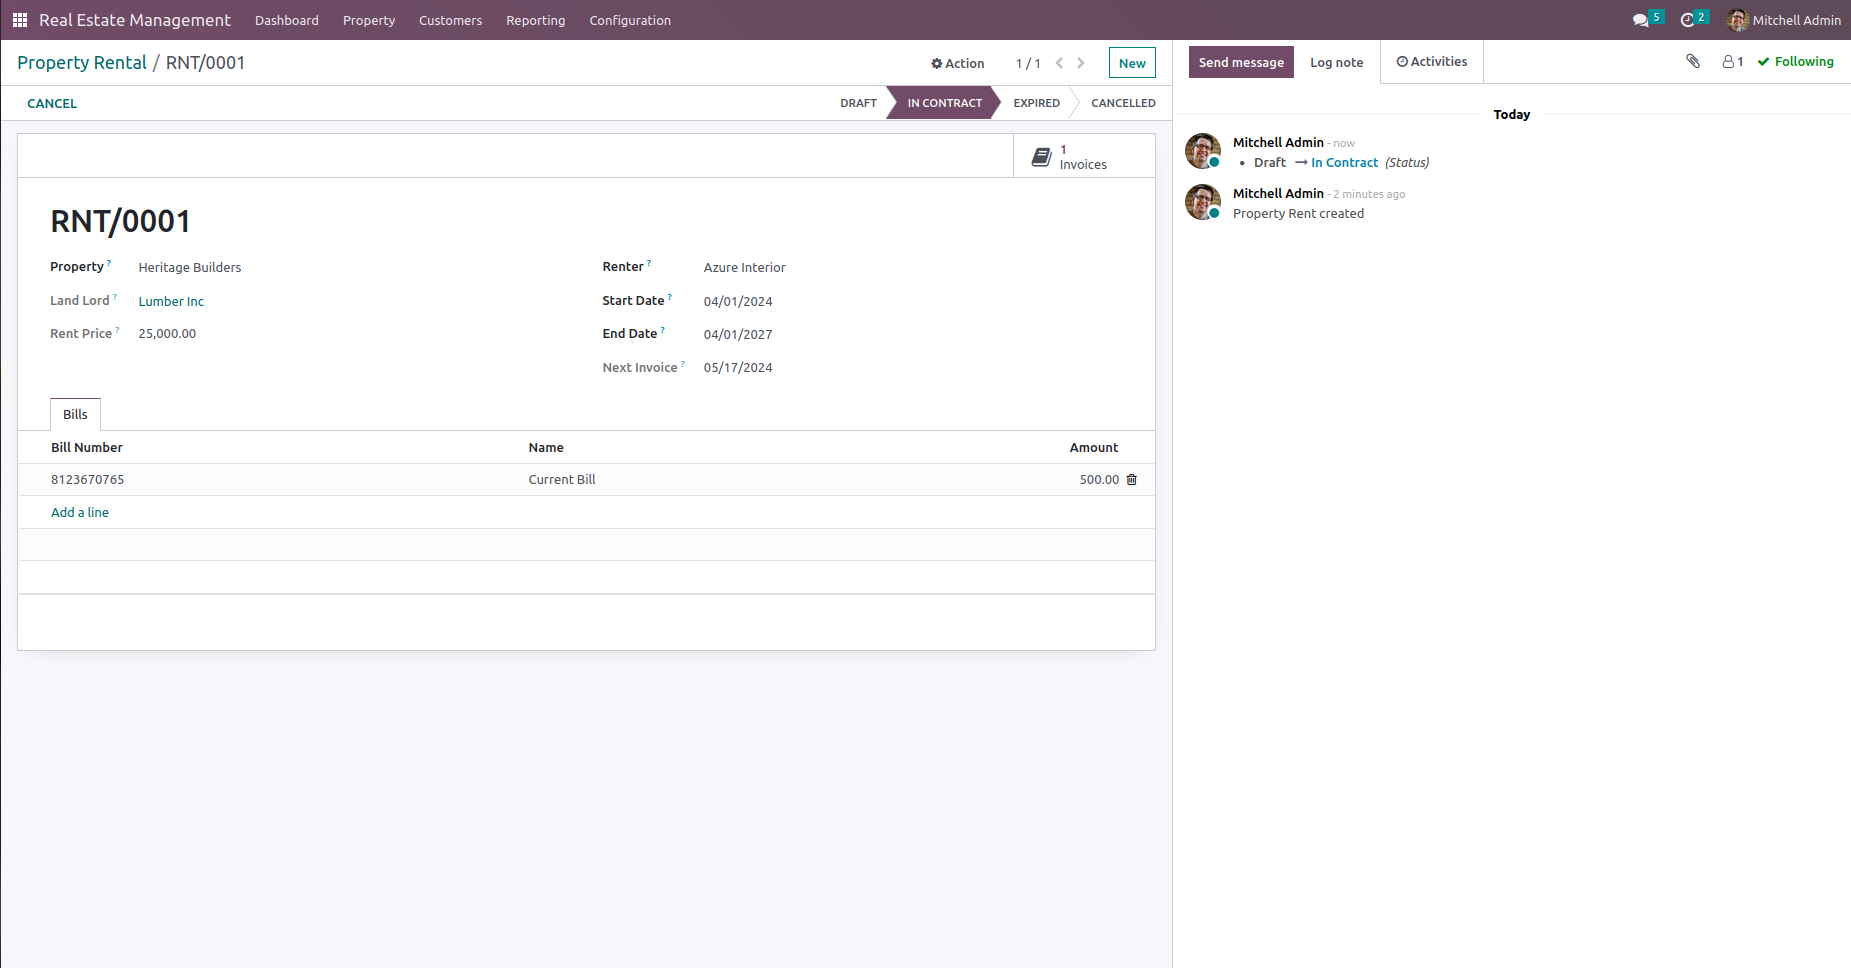 Real Estate Management Dashboard Property Customers Reporting Configuration 5 2 Mitchell Admin
Property Rental / RNT/0001 Action 1 / 1 New
CANCEL DRAFT IN CONTRACT EXPIRED CANCELLED
1
Invoices
RNT/0001
Property ? Heritage Builders
Land Lord ? Lumber Inc
Rent Price ? 25,000.00
Renter ? Azure Interior
Start Date ? 04/01/2024
End Date ? 04/01/2027
Next Invoice ? 05/17/2024
Bills
Bill Number Name Amount
8123670765 Current Bill 500.00
Add a line
Send message Log note Activities 1 Following
Today
Mitchell Admin - now
• Draft → In Contract (Status)
Mitchell Admin - 2 minutes ago
Property Rent created